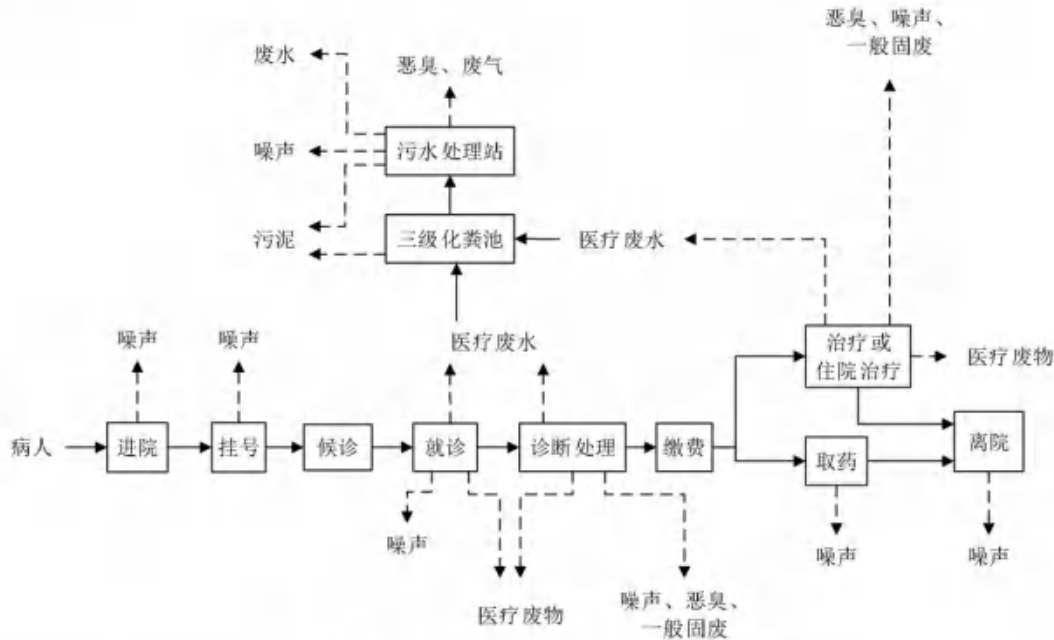 恶臭、噪声、
一般固废
废水
恶臭、废气
噪声
污水处理站
污泥
三级化粪池
医疗废水
噪声
噪声
医疗废水
治疗或
住院治疗
医疗废物
病人
进院
挂号
候诊
就诊
诊断处理
缴费
取药
离院
噪声
噪声
噪声
医疗废物
噪声、恶臭、
一般固废